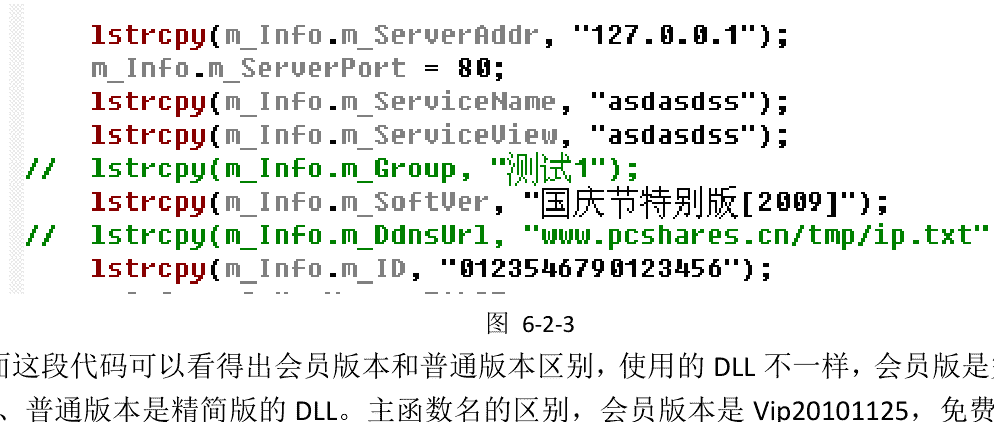 lstrcpy(m_Info.m_ServerAddr, "127.0.0.1");
m_Info.m_ServerPort = 80;
lstrcpy(m_Info.m_ServiceName, "asdasdss");
lstrcpy(m_Info.m_ServiceView, "asdasdss");
// lstrcpy(m_Info.m_Group, "测试1");
lstrcpy(m_Info.m_SoftVer, "国庆节特别版[2009]");
// lstrcpy(m_Info.m_DdnsUrl, "www.pcshares.cn/tmp/ip.txt"
lstrcpy(m_Info.m_ID, "0123546790123456");
图 6-2-3
面这段代码可以看得出会员版本和普通版本区别，使用的 DLL 不一样，会员版是
、普通版本是精简版的 DLL。主函数名的区别，会员版本是 Vip20101125，免费